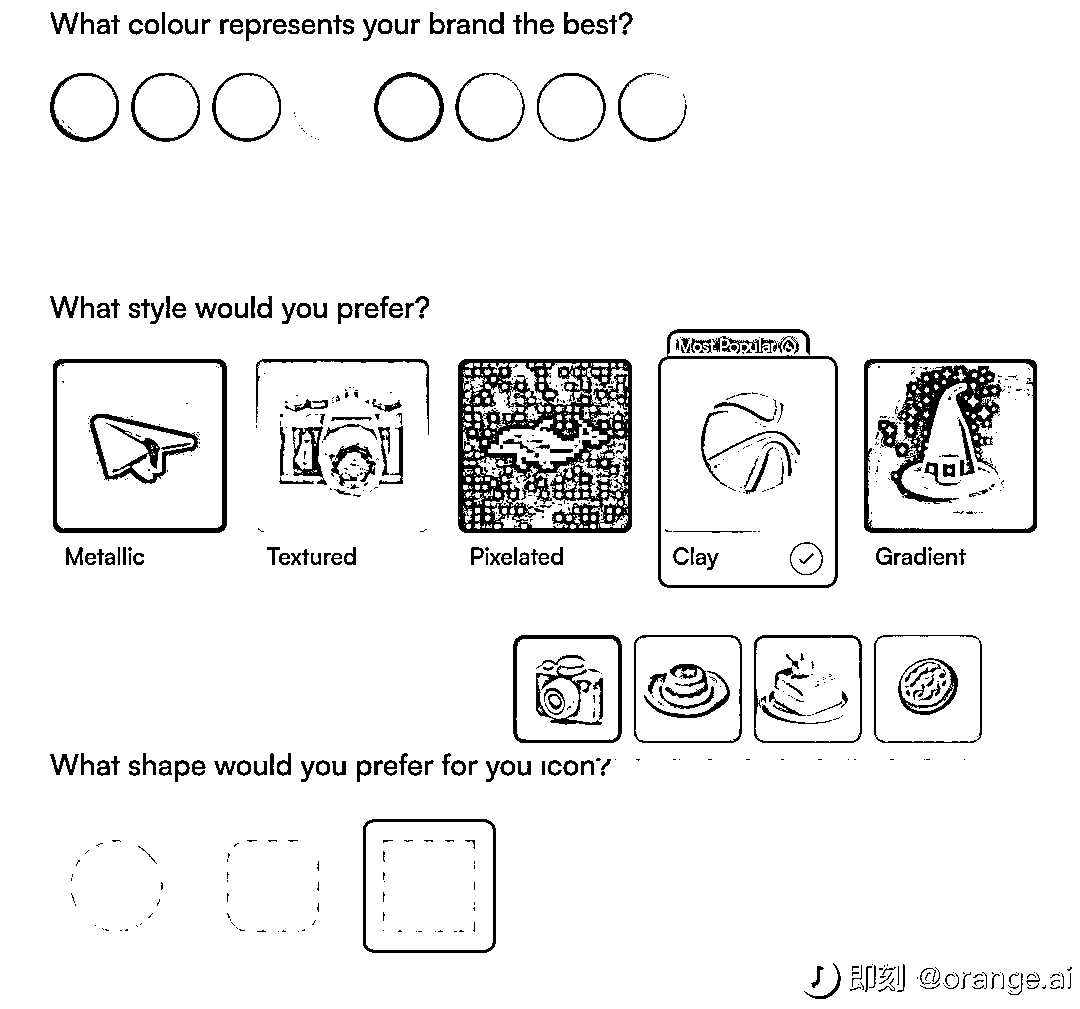 What colour represents your brand the best?
What style would you prefer?
Most Popular
Metallic
Textured
Pixelated
Clay
Gradient
What shape would you prefer for you icon?
即刻 @orange.ai